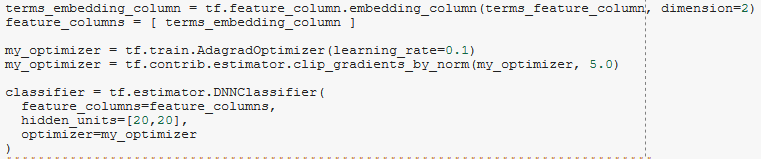 terms_embedding_column = tf.feature_column.embedding_column(terms_feature_column, dimension=2)
feature_columns = [ terms_embedding_column ]
my_optimizer = tf.train.AdagradOptimizer(learning_rate=0.1)
my_optimizer = tf.contrib.estimator.clip_gradients_by_norm(my_optimizer, 5.0)
classifier = tf.estimator.DNNClassifier(
  feature_columns=feature_columns,
  hidden_units=[20,20],
  optimizer=my_optimizer
)